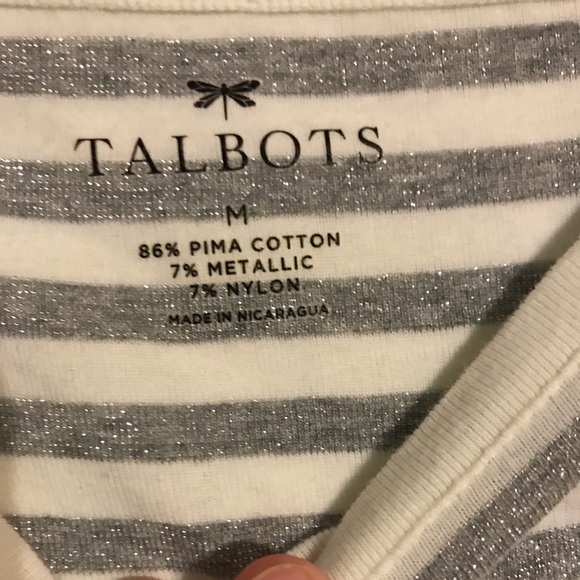 TALBOTS
M
86% PIMA COTTON
7% METALLIC
7% NYLON
MADE IN NICARAGUA